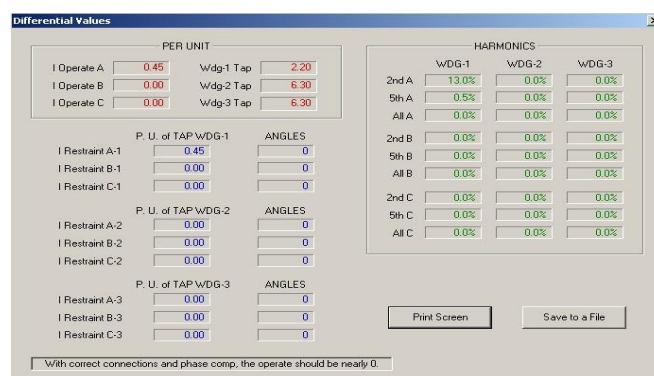 Differential Values
PER UNIT
I Operate A 0.45 Wdg-1 Tap 2.20
I Operate B 0.00 Wdg-2 Tap 6.30
I Operate C 0.00 Wdg-3 Tap 6.30
P. U. of TAP WDG-1 ANGLES
I Restraint A-1 0.45 0
I Restraint B-1 0.00 0
I Restraint C-1 0.00 0
P. U. of TAP WDG-2 ANGLES
I Restraint A-2 0.00 0
I Restraint B-2 0.00 0
I Restraint C-2 0.00 0
P. U. of TAP WDG-3 ANGLES
I Restraint A-3 0.00 0
I Restraint B-3 0.00 0
I Restraint C-3 0.00 0
With correct connections and phase comp, the operate should be nearly 0.
HARMONICS
WDG-1 WDG-2 WDG-3
2nd A 13.0% 0.0% 0.0%
5th A 0.5% 0.0% 0.0%
All A 0.0% 0.0% 0.0%
2nd B 0.0% 0.0% 0.0%
5th B 0.0% 0.0% 0.0%
All B 0.0% 0.0% 0.0%
2nd C 0.0% 0.0% 0.0%
5th C 0.0% 0.0% 0.0%
All C 0.0% 0.0% 0.0%
Print Screen
Save to a File